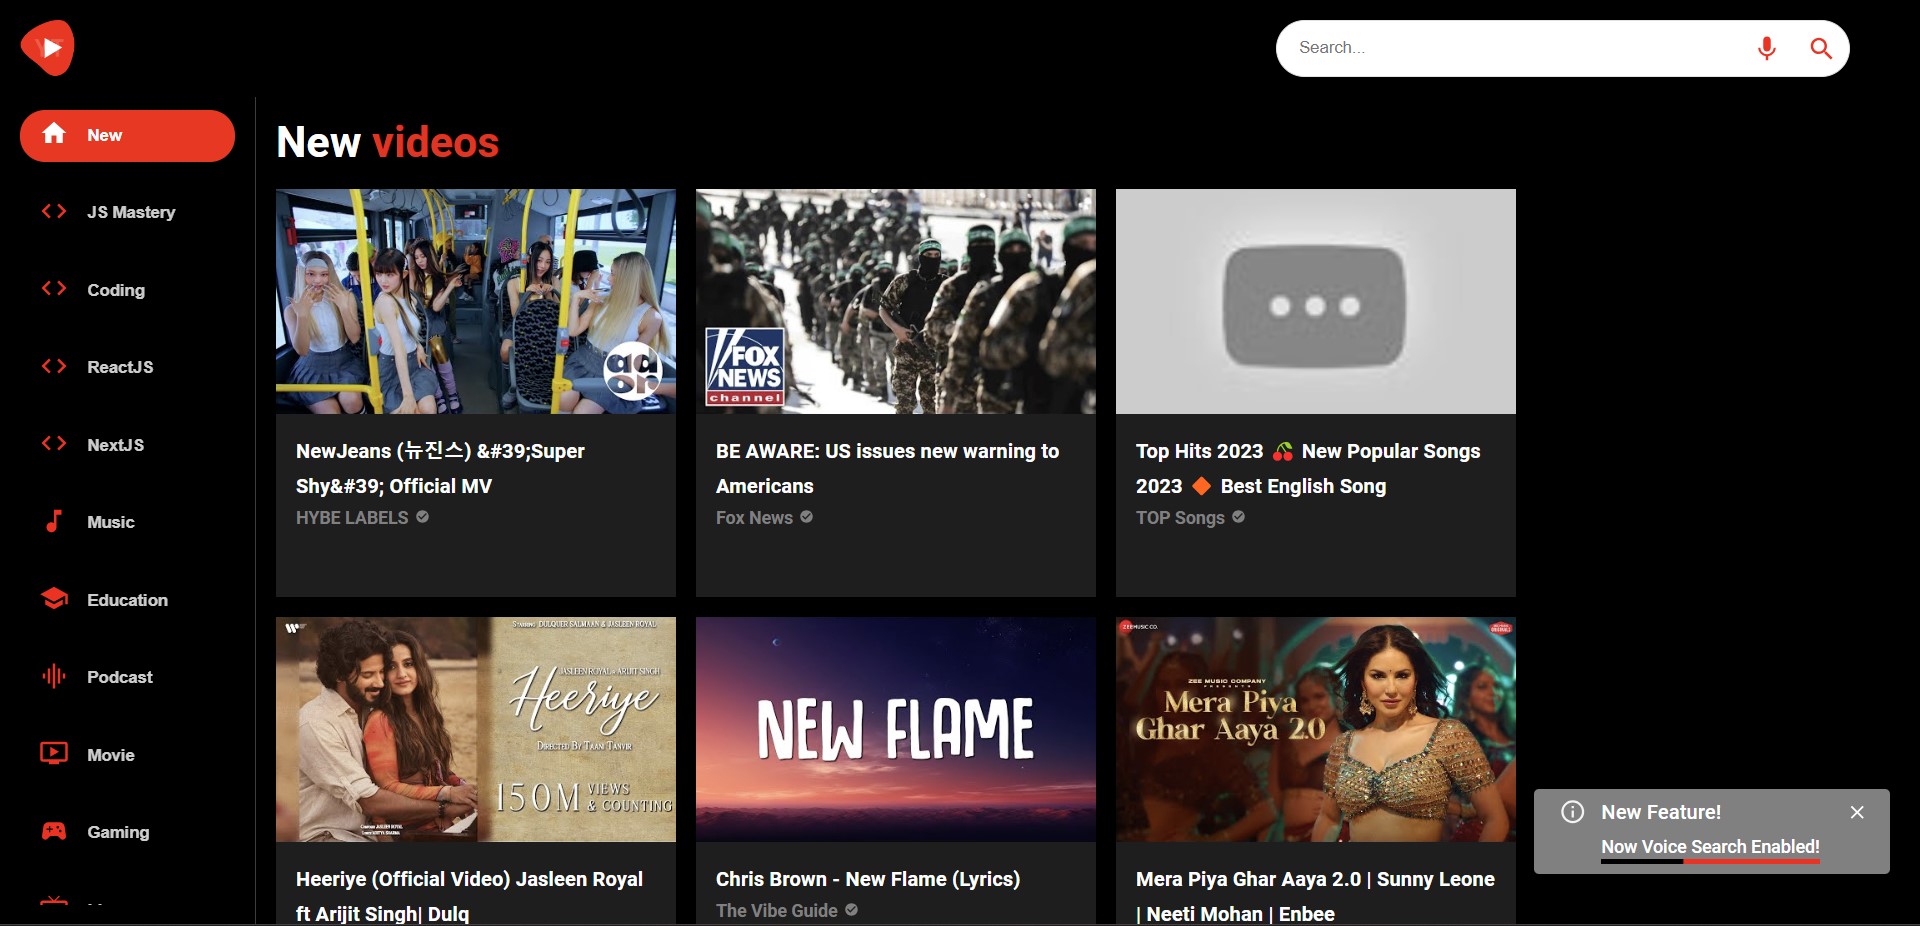 Search...
New
JS Mastery
Coding
ReactJS
NextJS
Music
Education
Podcast
Movie
Gaming
New videos
FOX
NEWS
channel
NewJeans (뉴진스) &#39;Super
Shy&#39; Official MV
HYBE LABELS
BE AWARE: US issues new warning to
Americans
Fox News
Top Hits 2023 🍒 New Popular Songs
2023 🔶 Best English Song
TOP Songs
STARRING DULQUER SALMAAN & JASLEEN ROYAL
JASLEEN ROYAL • ARIJIT SINGH
Heeriye
DIRECTED BY TAANI TANVIR
150M VIEWS
& COUNTING
NEW FLAME
ZEE MUSIC CO.
ZEE MUSIC COMPANY
PRESENTS
Mera Piya
Ghar Aaya 2.0
Heeriye (Official Video) Jasleen Royal
ft Arijit Singh| Dulq
Chris Brown - New Flame (Lyrics)
The Vibe Guide
Mera Piya Ghar Aaya 2.0 | Sunny Leone
| Neeti Mohan | Enbee
New Feature!
Now Voice Search Enabled!